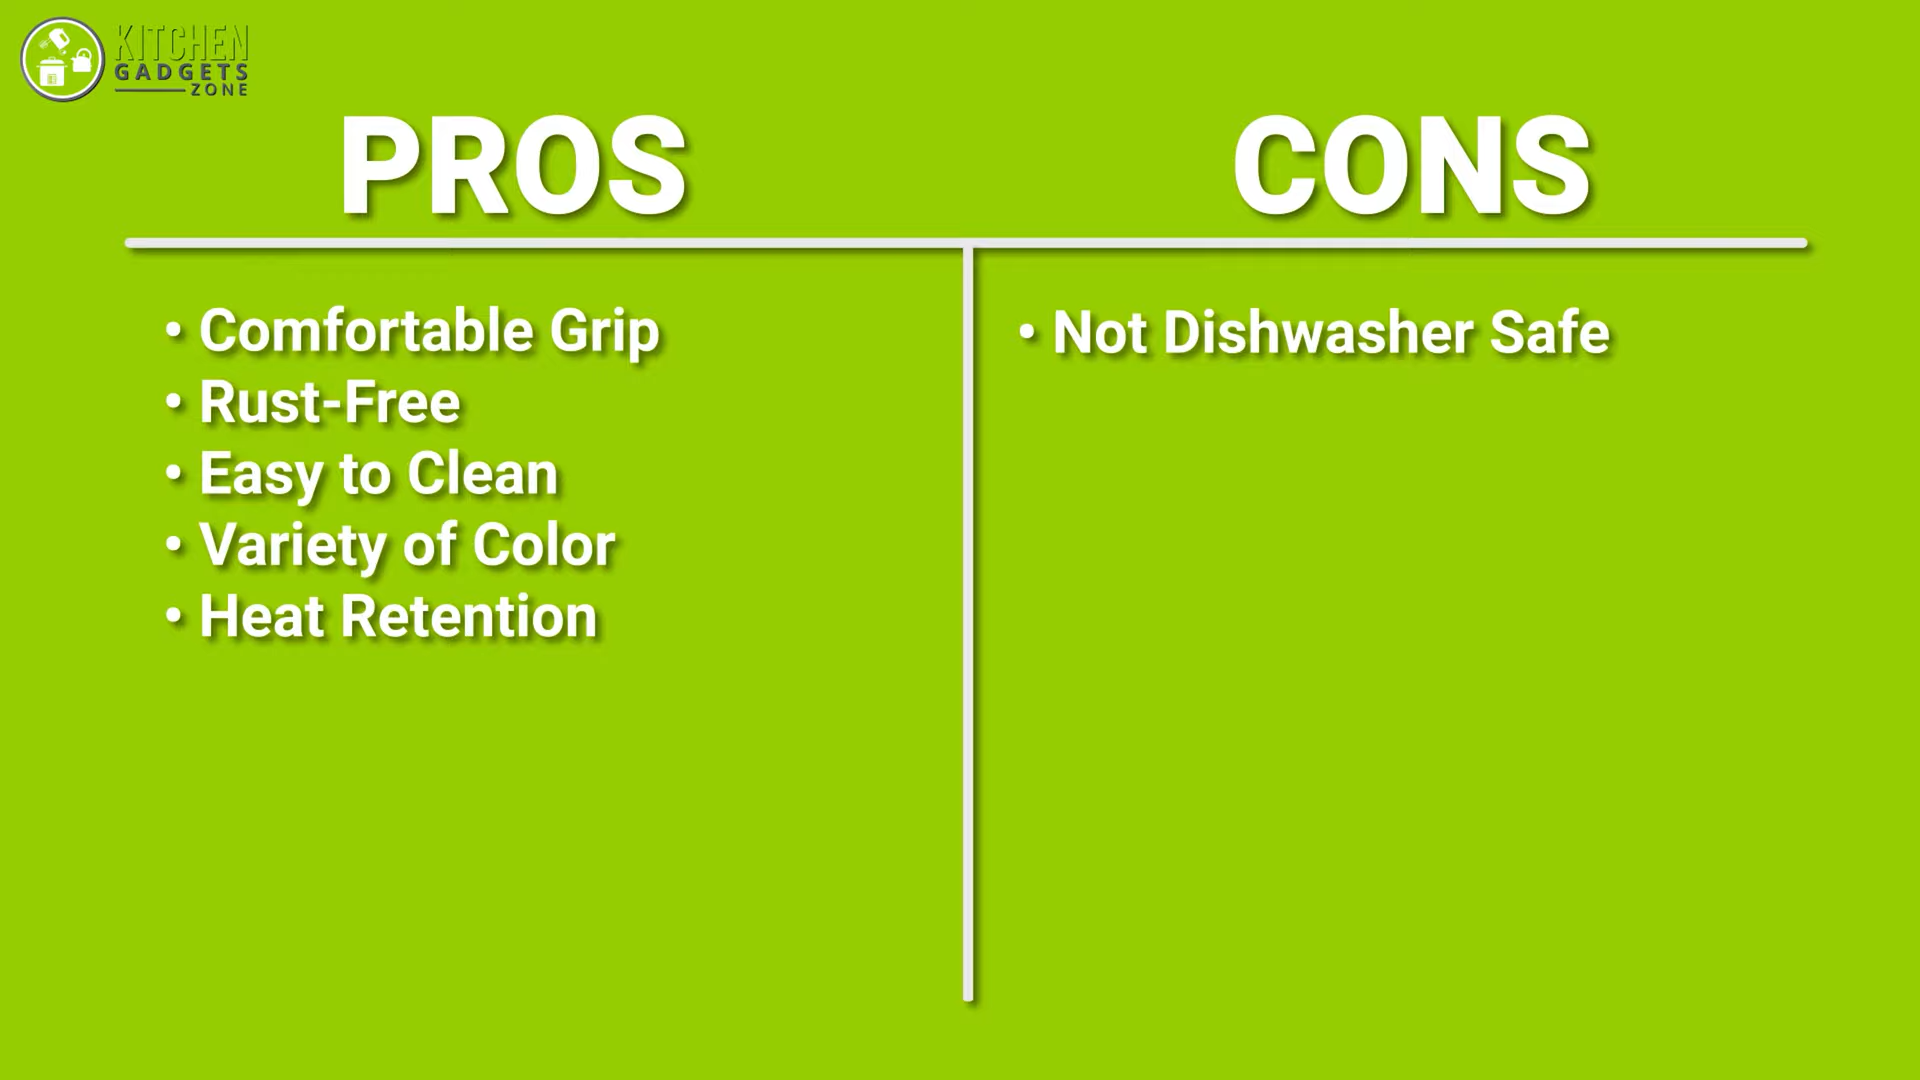 KITCHEN
GADGETS
ZONE
PROS
CONS
• Comfortable Grip
• Rust-Free
• Easy to Clean
• Variety of Color
• Heat Retention
• Not Dishwasher Safe